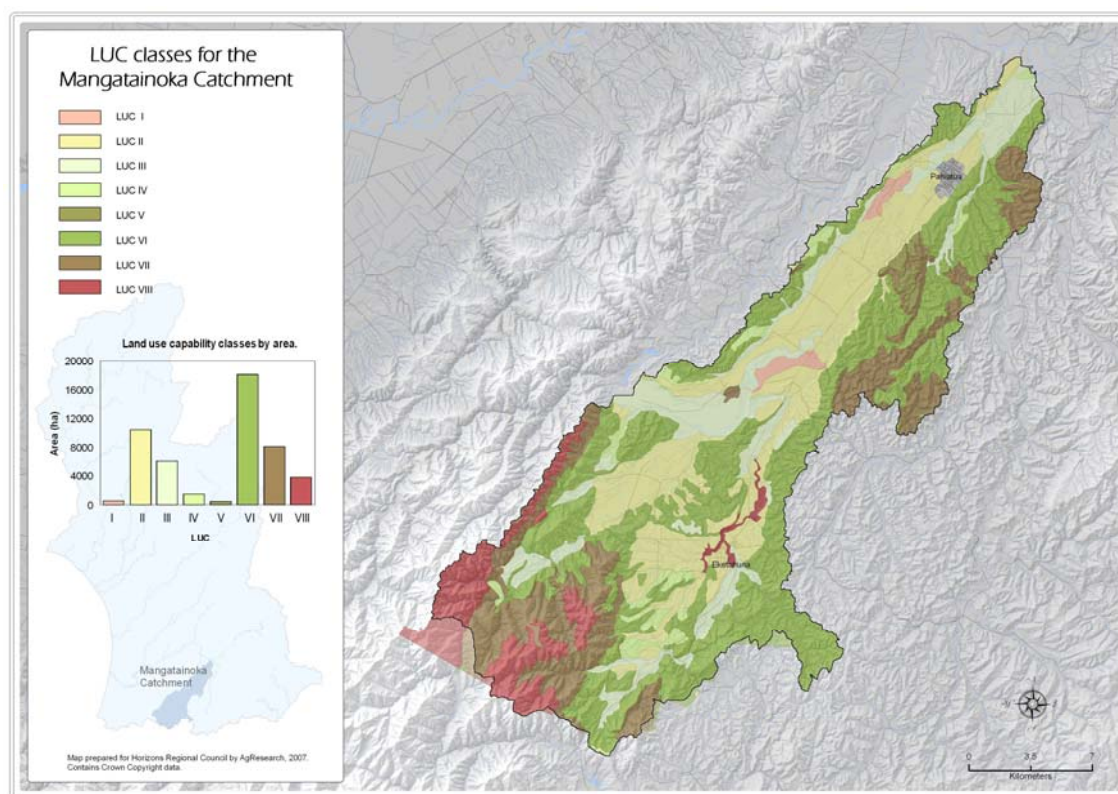 LUC classes for the
Mangatainoka Catchment
LUC I
LUC II
LUC III
LUC IV
LUC V
LUC VI
LUC VII
LUC VIII
Land use capability classes by area.
20000
16000
12000
8000
4000
0
Area (ha)
I II III IV V VI VII VIII
LUC
Mangatainoka
Catchment
Map prepared for Horizons Regional Council by AgResearch, 2007.
Contains Crown Copyright data.
Pahiatua
Eketahuna
0 3.5 7
Kilometers